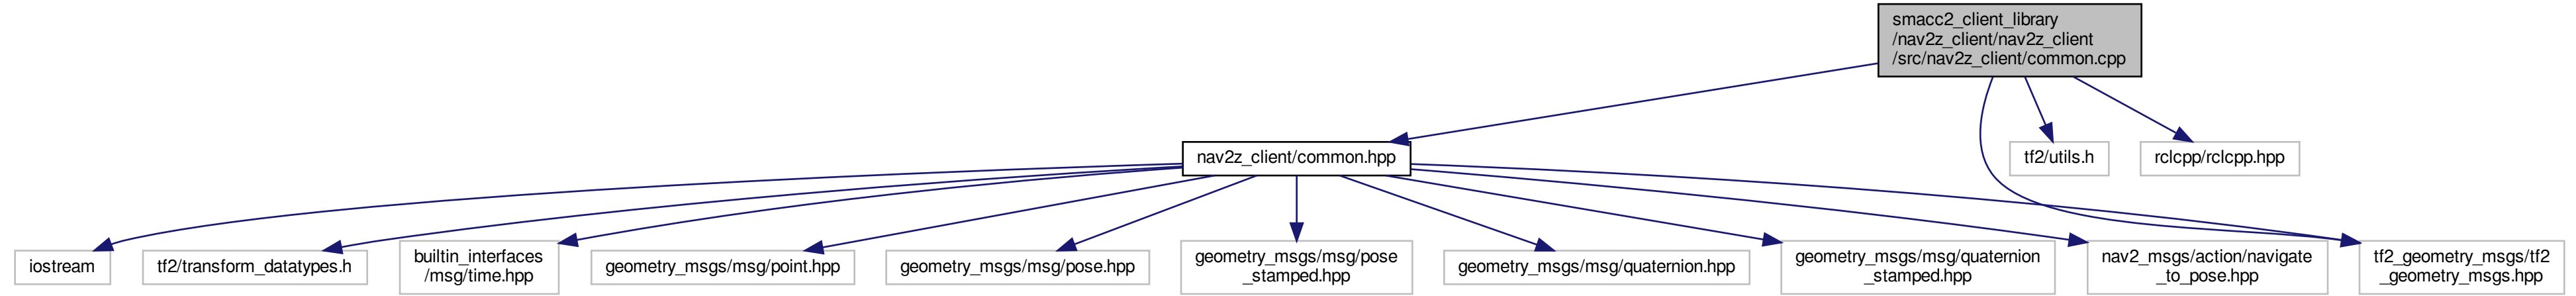 smacc2_client_library
/nav2z_client/nav2z_client
/src/nav2z_client/common.cpp
nav2z_client/common.hpp
tf2/utils.h
rclcpp/rclcpp.hpp
iostream
tf2/transform_datatypes.h
builtin_interfaces
/msg/time.hpp
geometry_msgs/msg/point.hpp
geometry_msgs/msg/pose.hpp
geometry_msgs/msg/pose
_stamped.hpp
geometry_msgs/msg/quaternion.hpp
geometry_msgs/msg/quaternion
_stamped.hpp
nav2_msgs/action/navigate
_to_pose.hpp
tf2_geometry_msgs/tf2
_geometry_msgs.hpp